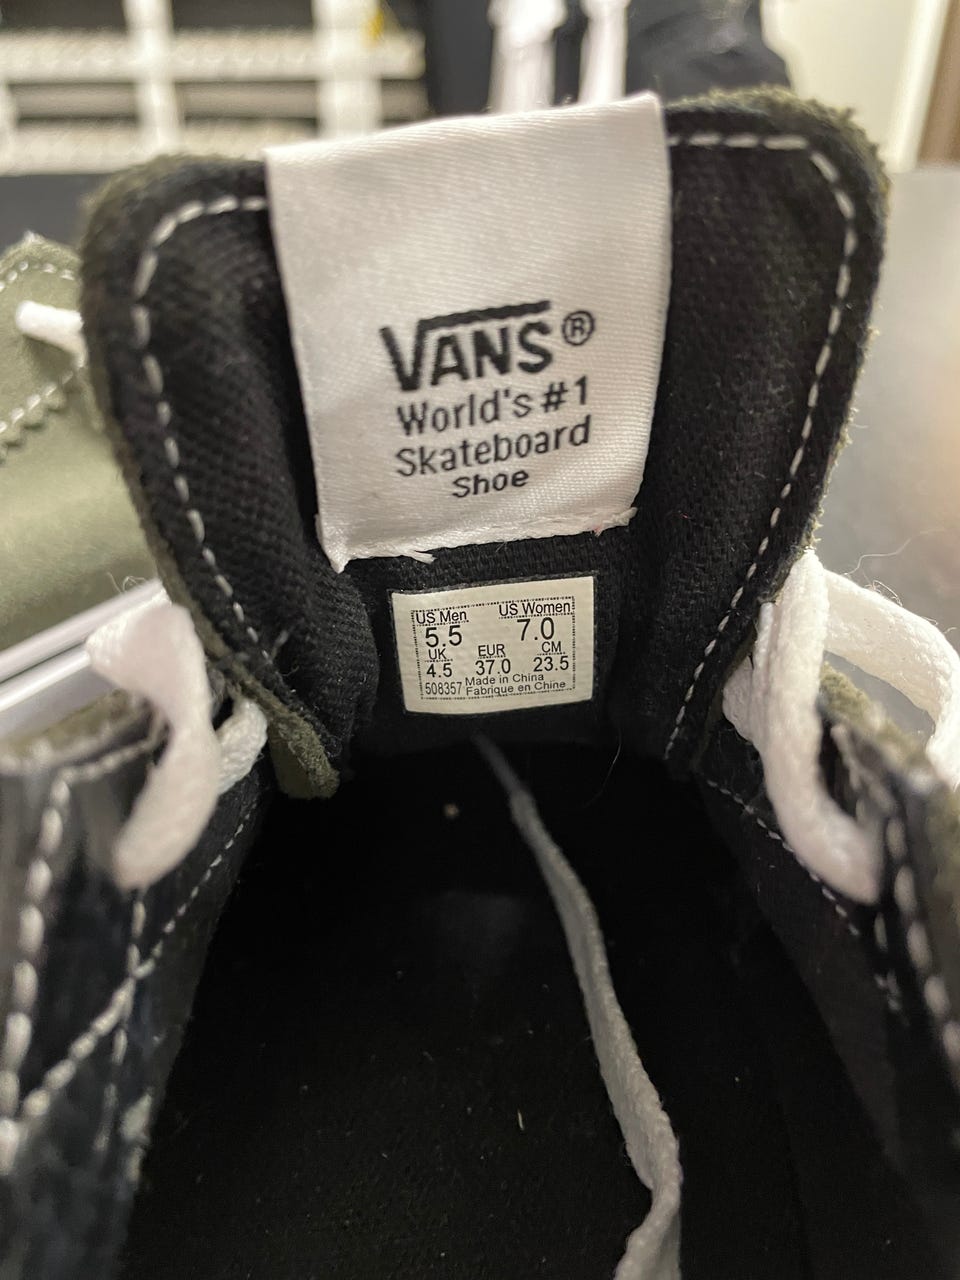 VANS®
World's #1
Skateboard
Shoe
US Men US Women
5.5 7.0
UK EUR CM
4.5 37.0 23.5
508357 Made in China
Fabrique en Chine